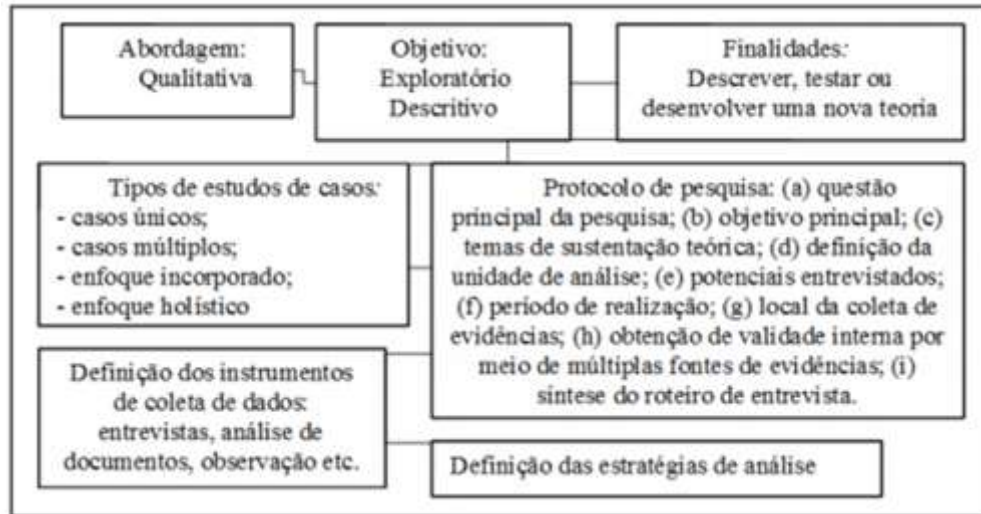 Abordagem:
Qualitativa
Objetivo:
Exploratório
Descritivo
Finalidades:
Descrever, testar ou
desenvolver uma nova teoria
Tipos de estudos de casos:
- casos únicos;
- casos múltiplos;
- enfoque incorporado;
- enfoque holístico
Protocolo de pesquisa: (a) questão
principal da pesquisa; (b) objetivo principal; (c)
temas de sustentação teórica; (d) definição da
unidade de análise; (e) potenciais entrevistados;
(f) período de realização; (g) local da coleta de
evidências; (h) obtenção de validade interna por
meio de múltiplas fontes de evidências; (i)
síntese do roteiro de entrevista.
Definição dos instrumentos
de coleta de dados:
entrevistas, análise de
documentos, observação etc.
Definição das estratégias de análise